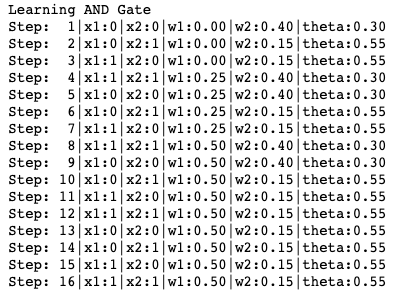 Learning AND Gate
Step:  1|x1:0|x2:0|w1:0.00|w2:0.40|theta:0.30
Step:  2|x1:0|x2:1|w1:0.00|w2:0.15|theta:0.55
Step:  3|x1:1|x2:0|w1:0.00|w2:0.15|theta:0.55
Step:  4|x1:1|x2:1|w1:0.25|w2:0.40|theta:0.30
Step:  5|x1:0|x2:0|w1:0.25|w2:0.40|theta:0.30
Step:  6|x1:0|x2:1|w1:0.25|w2:0.15|theta:0.55
Step:  7|x1:1|x2:0|w1:0.25|w2:0.15|theta:0.55
Step:  8|x1:1|x2:1|w1:0.50|w2:0.40|theta:0.30
Step:  9|x1:0|x2:0|w1:0.50|w2:0.40|theta:0.30
Step: 10|x1:0|x2:1|w1:0.50|w2:0.15|theta:0.55
Step: 11|x1:1|x2:0|w1:0.50|w2:0.15|theta:0.55
Step: 12|x1:1|x2:1|w1:0.50|w2:0.15|theta:0.55
Step: 13|x1:0|x2:0|w1:0.50|w2:0.15|theta:0.55
Step: 14|x1:0|x2:1|w1:0.50|w2:0.15|theta:0.55
Step: 15|x1:1|x2:0|w1:0.50|w2:0.15|theta:0.55
Step: 16|x1:1|x2:1|w1:0.50|w2:0.15|theta:0.55